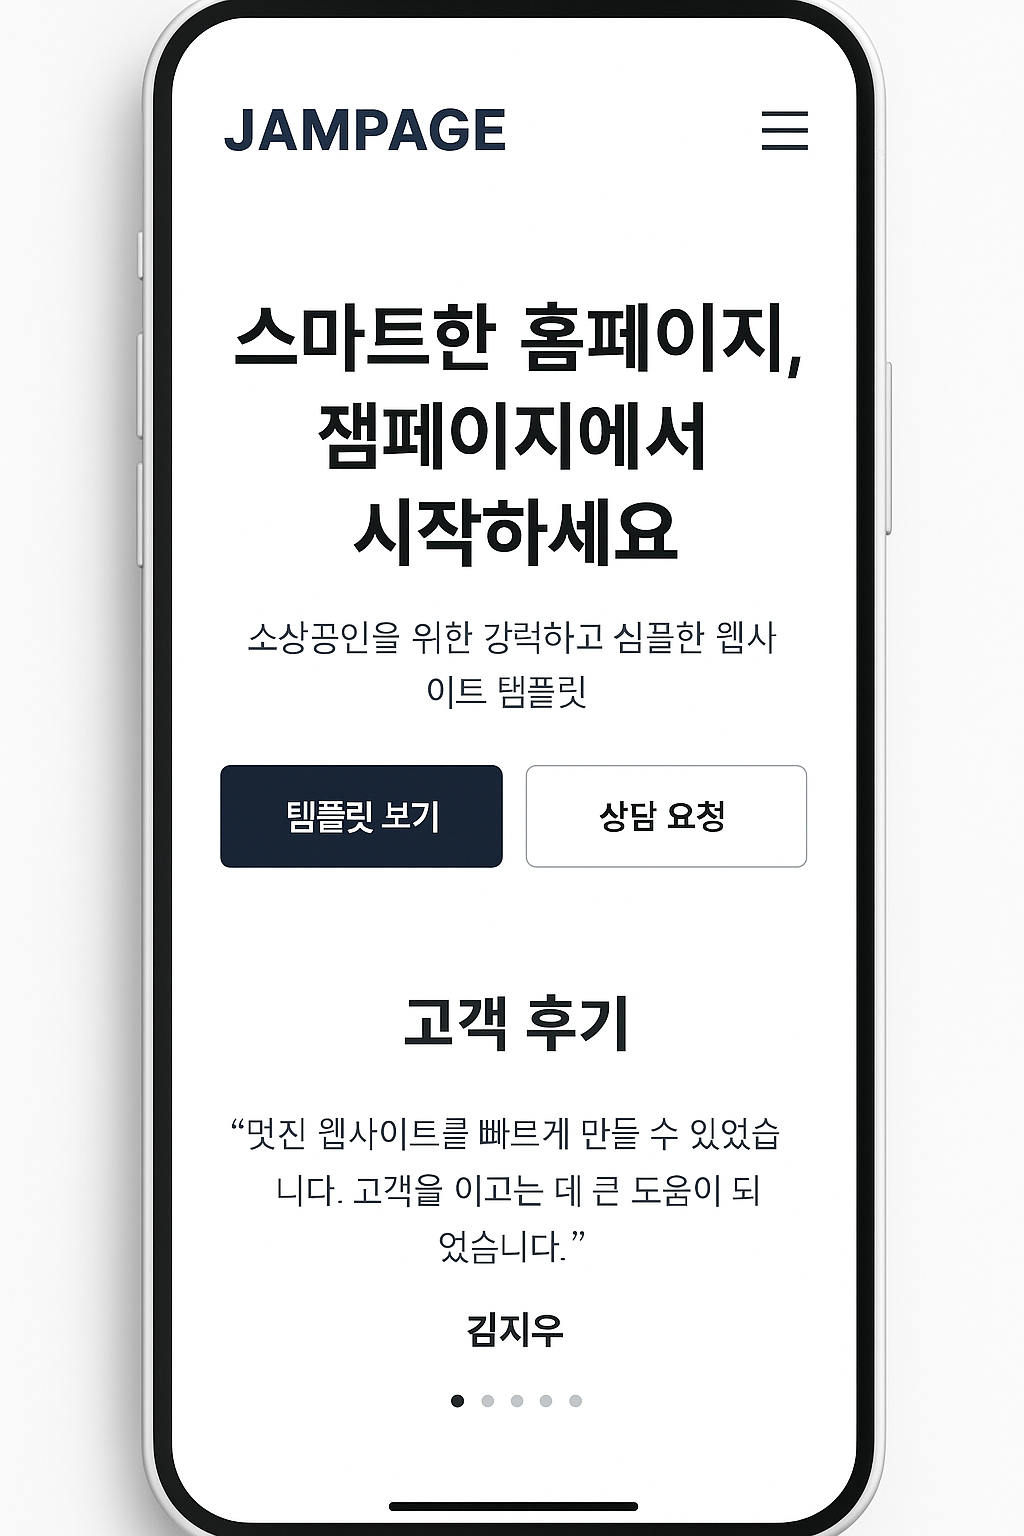 JAMPAGE
스마트한 홈페이지,
잼페이지에서
시작하세요
소상공인을 위한 강럭하고 심플한 웹사
이트 탬플릿
템플릿 보기
상담 요청
고객 후기
“멋진 웹사이트클 빠르게 만들 수 있었습
니다. 고객을 이고는 데 큰 도움이 되
었슴니다.”
김지우